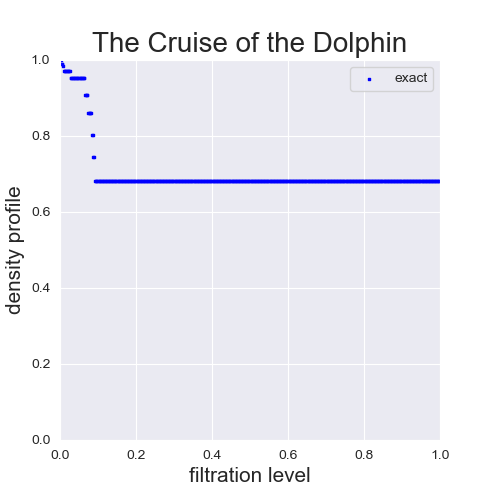 The Cruise of the Dolphin
exact
density profile
1.0
0.8
0.6
0.4
0.2
0.0
0.0 0.2 0.4 0.6 0.8 1.0
filtration level